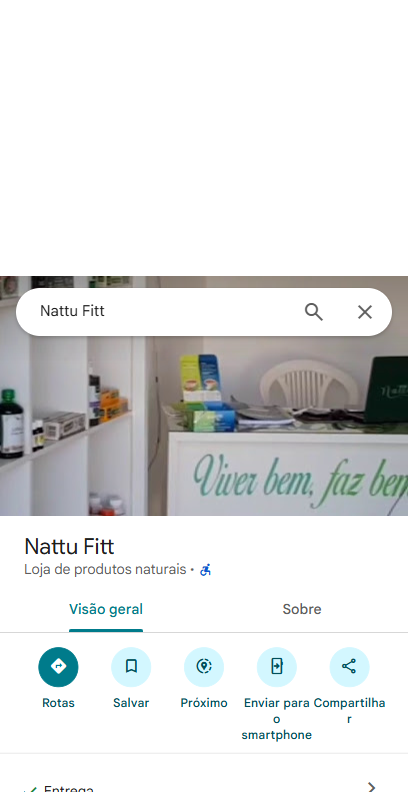 Nattu Fitt
Viver bem, faz bem
Nattu Fitt
Loja de produtos naturais •
Visão geral
Sobre
Rotas
Salvar
Próximo
Enviar para
o
smartphone
Compartilha
r
Entrega